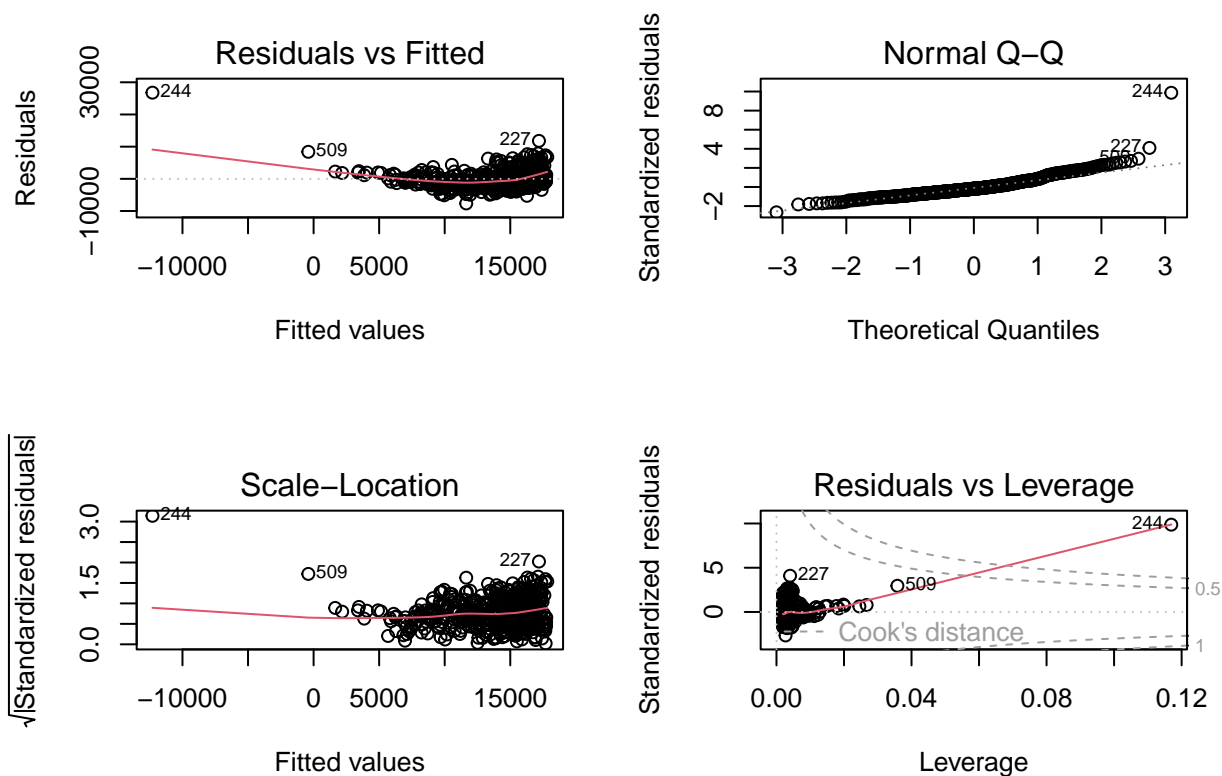 Residuals vs Fitted
Residuals
30000
-10000
244
509
227
-10000 0 5000 15000
Fitted values
Normal Q-Q
Standardized residuals
8
4
-2
244
227
509
-3 -2 -1 0 1 2 3
Theoretical Quantiles
Scale-Location
√|Standardized residuals|
3.0
1.5
0.0
244
509
227
-10000 0 5000 15000
Fitted values
Residuals vs Leverage
Standardized residuals
5
0
244
227
509
0.5
1
Cook's distance
0.00 0.04 0.08 0.12
Leverage